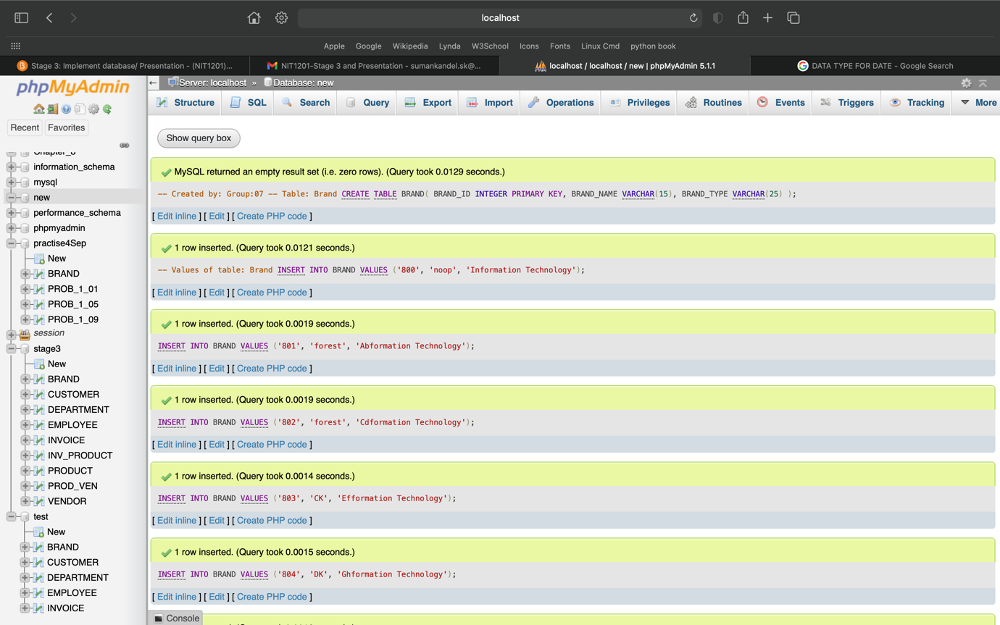 localhost
Apple Google Wikipedia Lynda W3School Icons Fonts Linux Cmd python book
Stage 3: Implement database/ Presentation - (NIT1201)...
NIT1201-Stage 3 and Presentation - sumankandel.sk@...
localhost / localhost / new | phpMyAdmin 5.1.1
DATA TYPE FOR DATE - Google Search
phpMyAdmin
Recent Favorites
Chapter_8
information_schema
mysql
new
performance_schema
phpmyadmin
practise4Sep
New
BRAND
PROB_1_01
PROB_1_05
PROB_1_09
session
stage3
New
BRAND
CUSTOMER
DEPARTMENT
EMPLOYEE
INVOICE
INV_PRODUCT
PRODUCT
PROD_VEN
VENDOR
test
New
BRAND
CUSTOMER
DEPARTMENT
EMPLOYEE
INVOICE
Server: localhost » Database: new
Structure SQL Search Query Export Import Operations Privileges Routines Events Triggers Tracking More
Show query box
MySQL returned an empty result set (i.e. zero rows). (Query took 0.0129 seconds.)
-- Created by: Group:07 -- Table: Brand CREATE TABLE BRAND( BRAND_ID INTEGER PRIMARY KEY, BRAND_NAME VARCHAR(15), BRAND_TYPE VARCHAR(25) );
[ Edit inline ] [ Edit ] [ Create PHP code ]
1 row inserted. (Query took 0.0121 seconds.)
-- Values of table: Brand INSERT INTO BRAND VALUES ('800', 'noop', 'Information Technology');
[ Edit inline ] [ Edit ] [ Create PHP code ]
1 row inserted. (Query took 0.0019 seconds.)
INSERT INTO BRAND VALUES ('801', 'forest', 'Abformation Technology');
[ Edit inline ] [ Edit ] [ Create PHP code ]
1 row inserted. (Query took 0.0019 seconds.)
INSERT INTO BRAND VALUES ('802', 'forest', 'Cdformation Technology');
[ Edit inline ] [ Edit ] [ Create PHP code ]
1 row inserted. (Query took 0.0014 seconds.)
INSERT INTO BRAND VALUES ('803', 'CK', 'Efformation Technology');
[ Edit inline ] [ Edit ] [ Create PHP code ]
1 row inserted. (Query took 0.0015 seconds.)
INSERT INTO BRAND VALUES ('804', 'DK', 'Ghformation Technology');
[ Edit inline ] [ Edit ] [ Create PHP code ]
Console